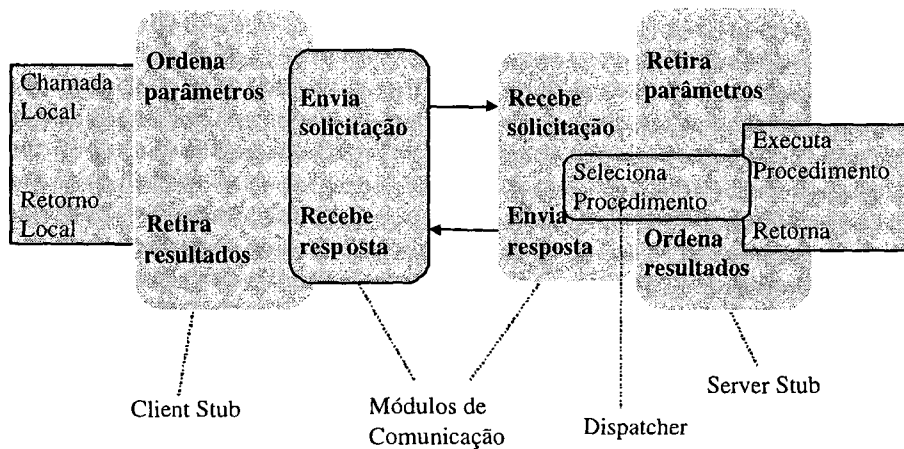 Chamada
Local
Retorno
Local
Ordena
parâmetros
Retira
resultados
Envia
solicitação
Recebe
resposta
Recebe
solicitação
Envia
resposta
Retira
parâmetros
Seleciona
Procedimento
Ordena
resultados
Executa
Procedimento
Retorna
Client Stub
Módulos de
Comunicação
Dispatcher
Server Stub